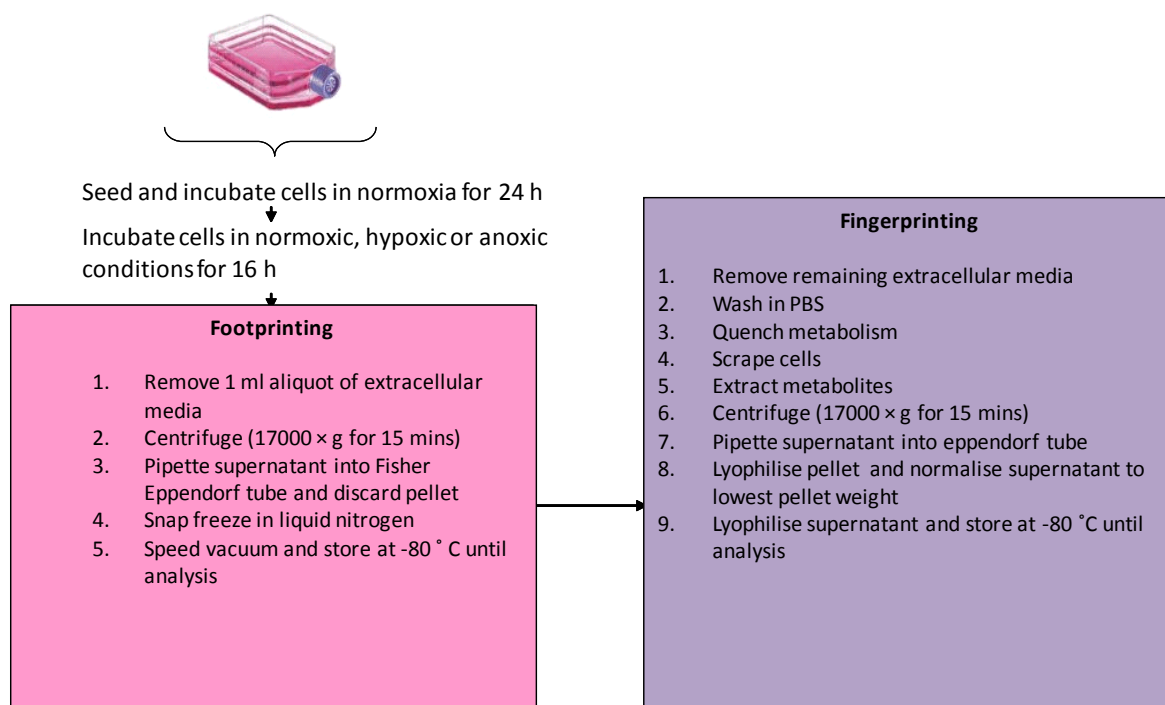 Seed and incubate cells in normoxia for 24 h
Incubate cells in normoxic, hypoxic or anoxic
conditions for 16 h
Footprinting
1. Remove 1 ml aliquot of extracellular
media
2. Centrifuge (17000 × g for 15 mins)
3. Pipette supernatant into Fisher
Eppendorf tube and discard pellet
4. Snap freeze in liquid nitrogen
5. Speed vacuum and store at -80 ˚ C until
analysis
Fingerprinting
1. Remove remaining extracellular media
2. Wash in PBS
3. Quench metabolism
4. Scrape cells
5. Extract metabolites
6. Centrifuge (17000 × g for 15 mins)
7. Pipette supernatant into eppendorf tube
8. Lyophilise pellet and normalise supernatant to
lowest pellet weight
9. Lyophilise supernatant and store at -80 ˚C until
analysis